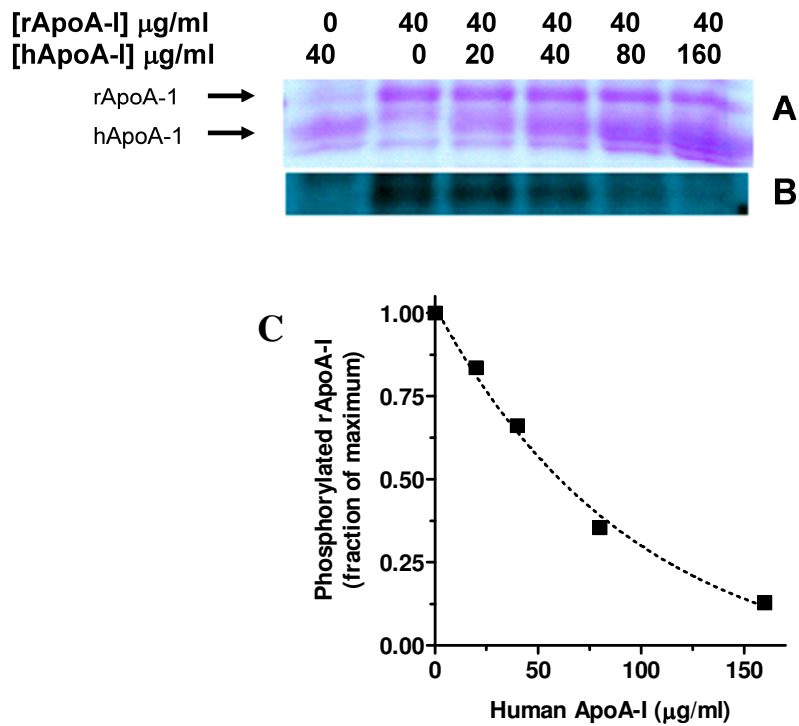 [rApoA-I] µg/ml 0 40 40 40 40 40
[hApoA-I] µg/ml 40 0 20 40 80 160
rApoA-1
A
hApoA-1
B
C
1.00
0.75
0.50
0.25
0.00
Phosphorylated rApoA-I
(fraction of maximum)
0 50 100 150
Human ApoA-I (µg/ml)